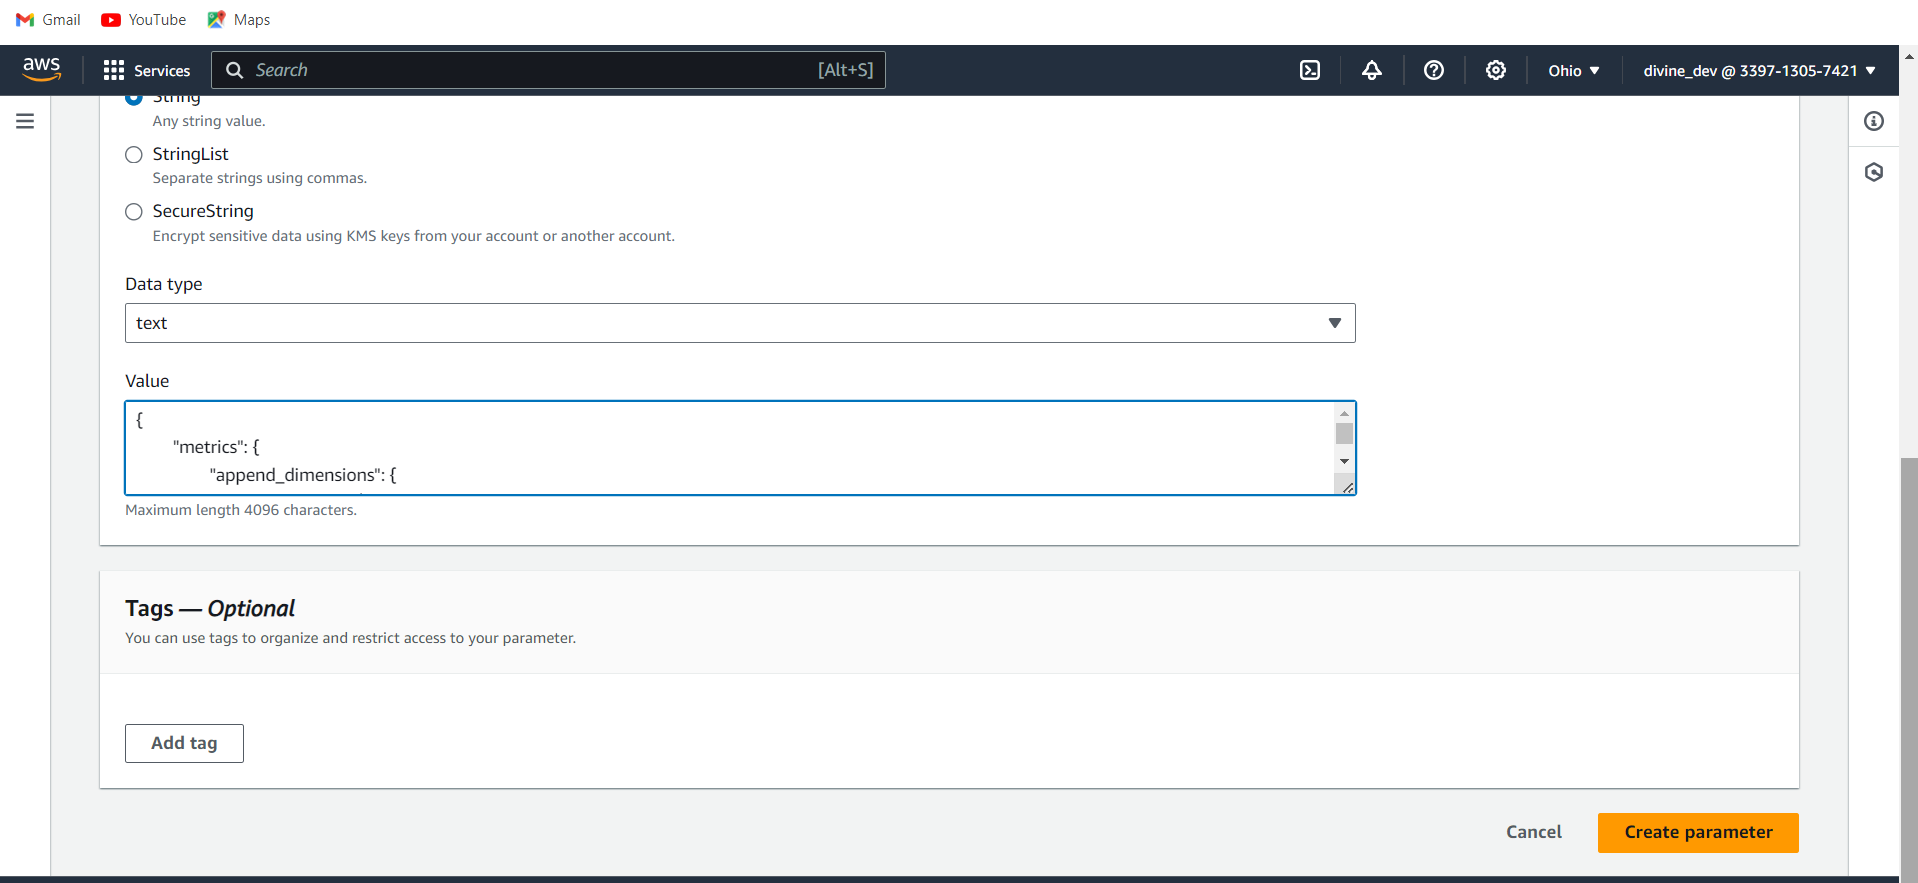 Gmail YouTube Maps
aws Services Search [Alt+S] Ohio divine_dev @ 3397-1305-7421
String
Any string value.
StringList
Separate strings using commas.
SecureString
Encrypt sensitive data using KMS keys from your account or another account.
Data type
text
Value
{
"metrics": {
"append_dimensions": {
Maximum length 4096 characters.
Tags — Optional
You can use tags to organize and restrict access to your parameter.
Add tag
Cancel Create parameter